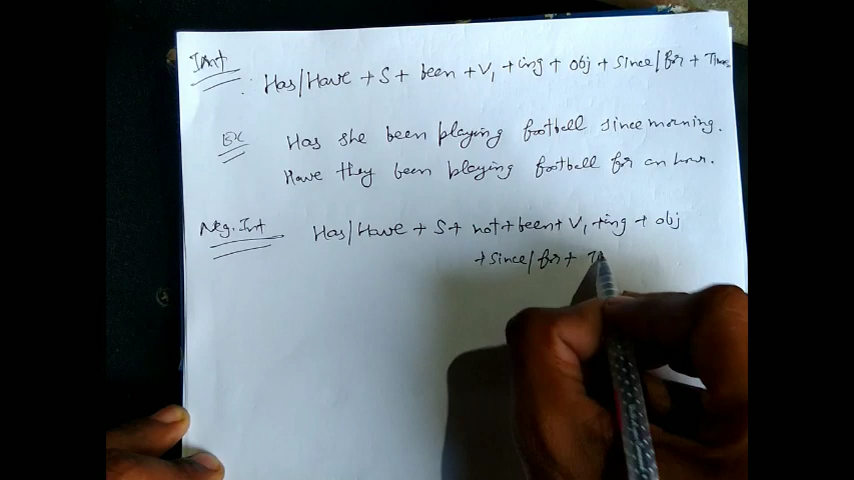 Int : Has/Have + S + been + V1 + ing + obj + since/for + Time
Ex Has she been playing football since morning.
Have they been playing football for an hour.
Neg. Int Has/Have + S + not + been + V1 + ing + obj
+ since/for +